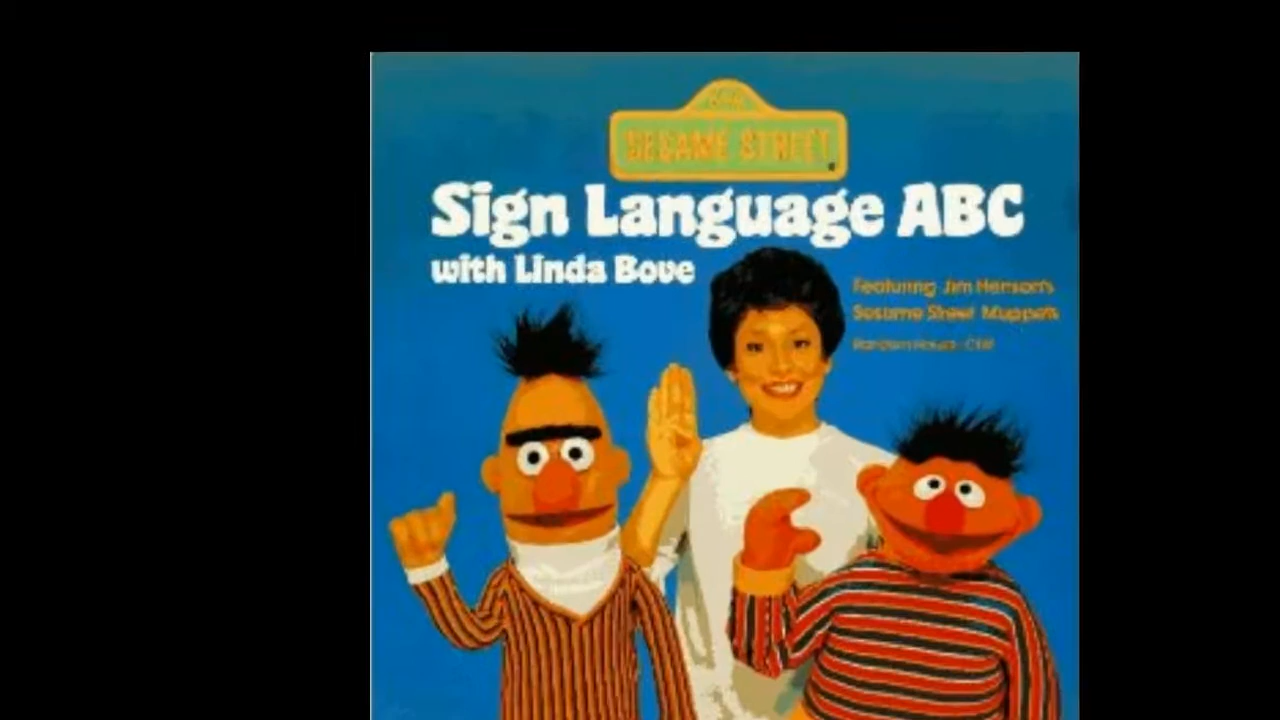 SESAME STREET
Sign Language ABC
with Linda Bove
Featuring Jim Henson's
Sesame Street Muppets